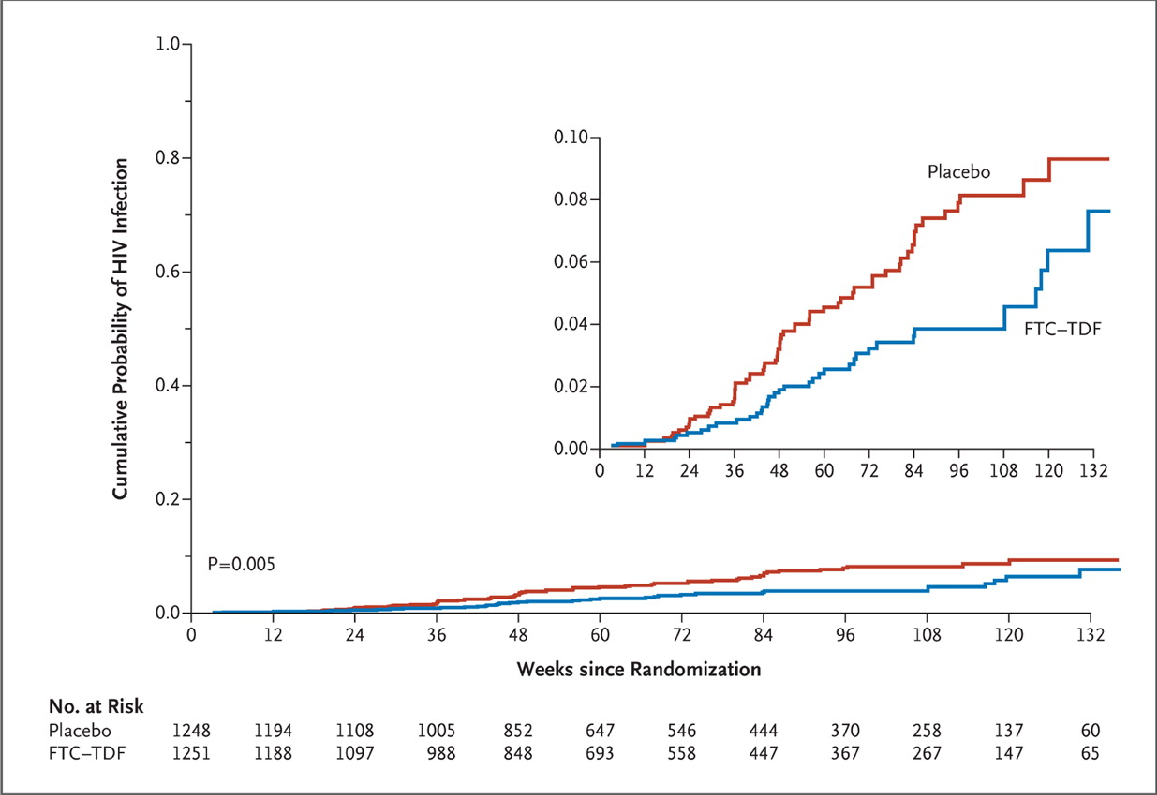 1.0
0.8
0.6
0.4
0.2
0.0
Cumulative Probability of HIV Infection
P=0.005
0 12 24 36 48 60 72 84 96 108 120 132
Weeks since Randomization
0.10
0.08
0.06
0.04
0.02
0.00
Placebo
FTC–TDF
0 12 24 36 48 60 72 84 96 108 120 132
No. at Risk
Placebo 1248 1194 1108 1005 852 647 546 444 370 258 137 60
FTC–TDF 1251 1188 1097 988 848 693 558 447 367 267 147 65